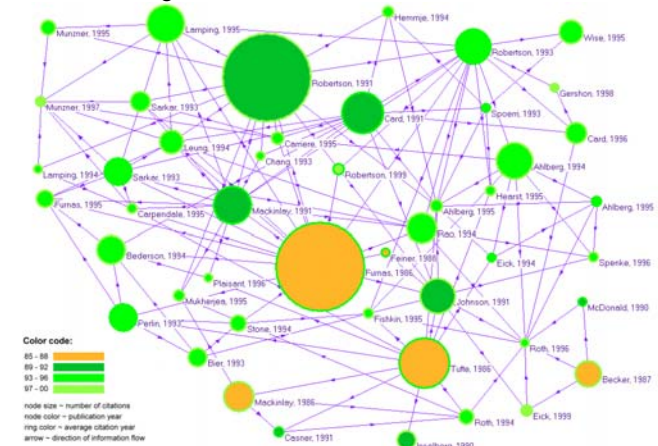 Hemmje, 1994
Munzner, 1995
Lamping, 1995
Robertson, 1993
Wise, 1995
Robertson, 1991
Gershon, 1998
Munzner, 1997
Sarkar, 1993
Card, 1991
Spoerri, 1993
Card, 1996
Leung, 1994
Camere, 1995
Chang, 1993
Ahlberg, 1994
Lamping, 1994
Sarkar, 1993
Robertson, 1999
Hearst, 1995
Furnas, 1995
Carpendale, 1995
Mackinlay, 1991
Ahlberg, 1995
Ahlberg, 1995
Rao, 1994
Bederson, 1994
Feiner, 1988
Eick, 1994
Spenke, 1996
Furnas, 1986
Plaisant, 1996
Mukherjea, 1995
Johnson, 1991
McDonald, 1990
Perlin, 1993
Stone, 1994
Fishkin, 1995
Color code:
85 - 88
89 - 92
93 - 96
97 - 00
Bier, 1993
Roth, 1996
Tufte, 1986
Becker, 1987
node size ~ number of citations
node color ~ publication year
ring color ~ average citation year
arrow ~ direction of information flow
Mackinlay, 1986
Roth, 1994
Eick, 1999
Casner, 1991